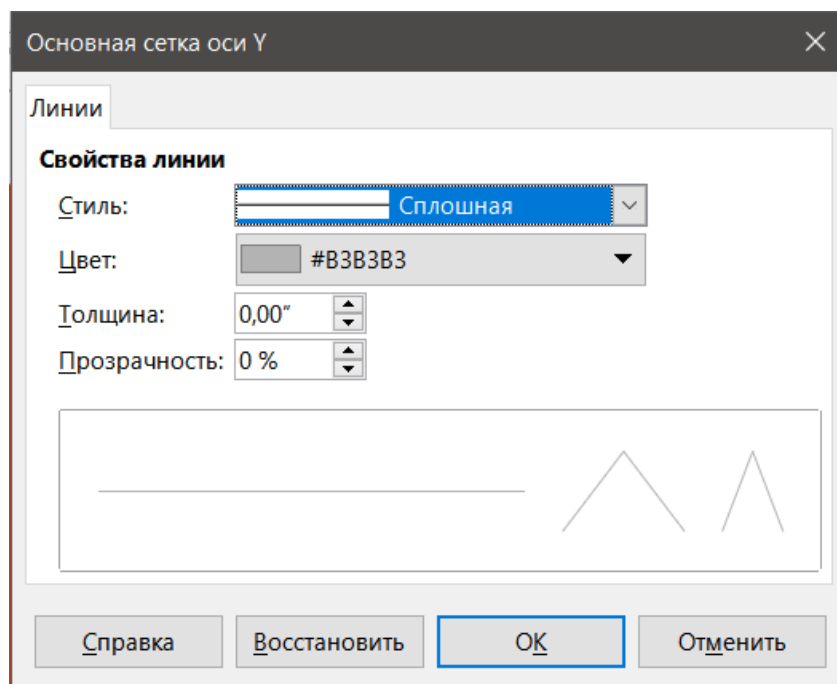 Основная сетка оси Y
Линии
Свойства линии
Стиль: Сплошная
Цвет: #B3B3B3
Толщина: 0,00″
Прозрачность: 0 %
Справка Восстановить OK Отменить